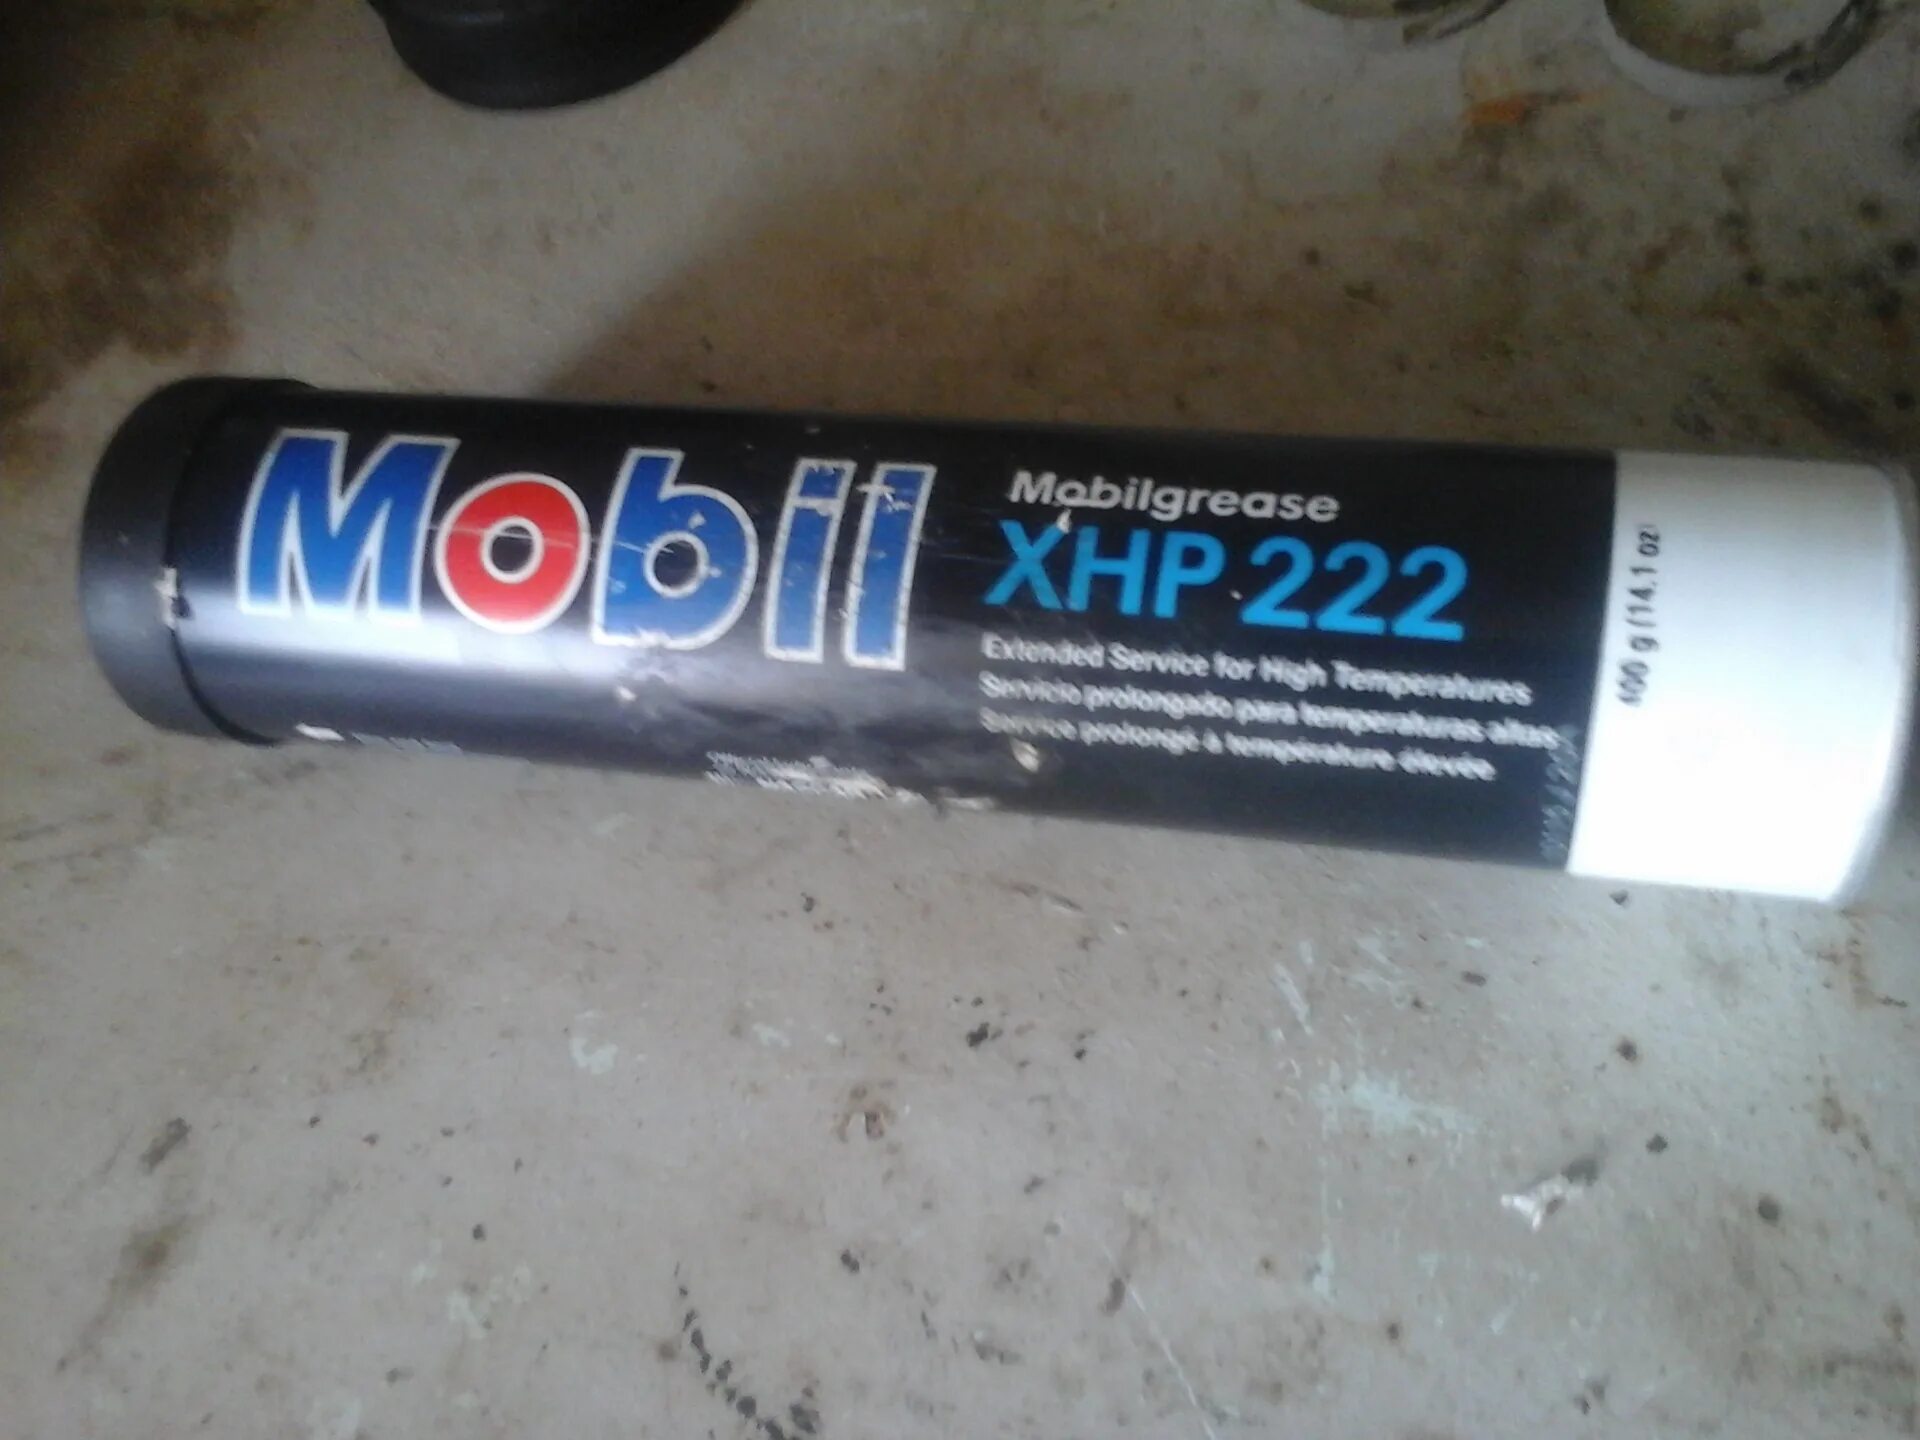 Mobil
Mobilgrease
XHP 222
Extended Service for High Temperatures
Servicio prolongado para temperaturas altas
Service prolongé à température élevée
400 g (14.1 oz)